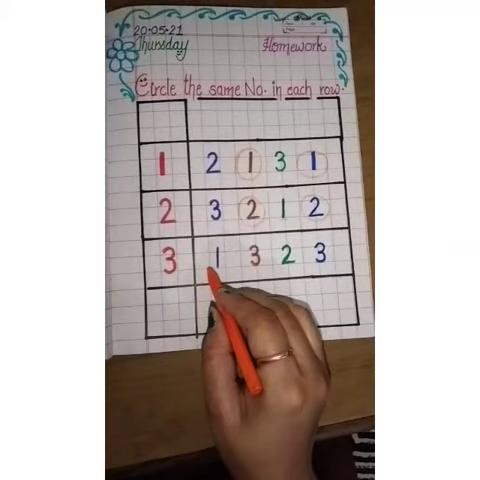 20.05.21
Thursday Homework
Circle the same No. in each row.
1 2 1 3 1
2 3 2 1 2
3 1 3 2 3